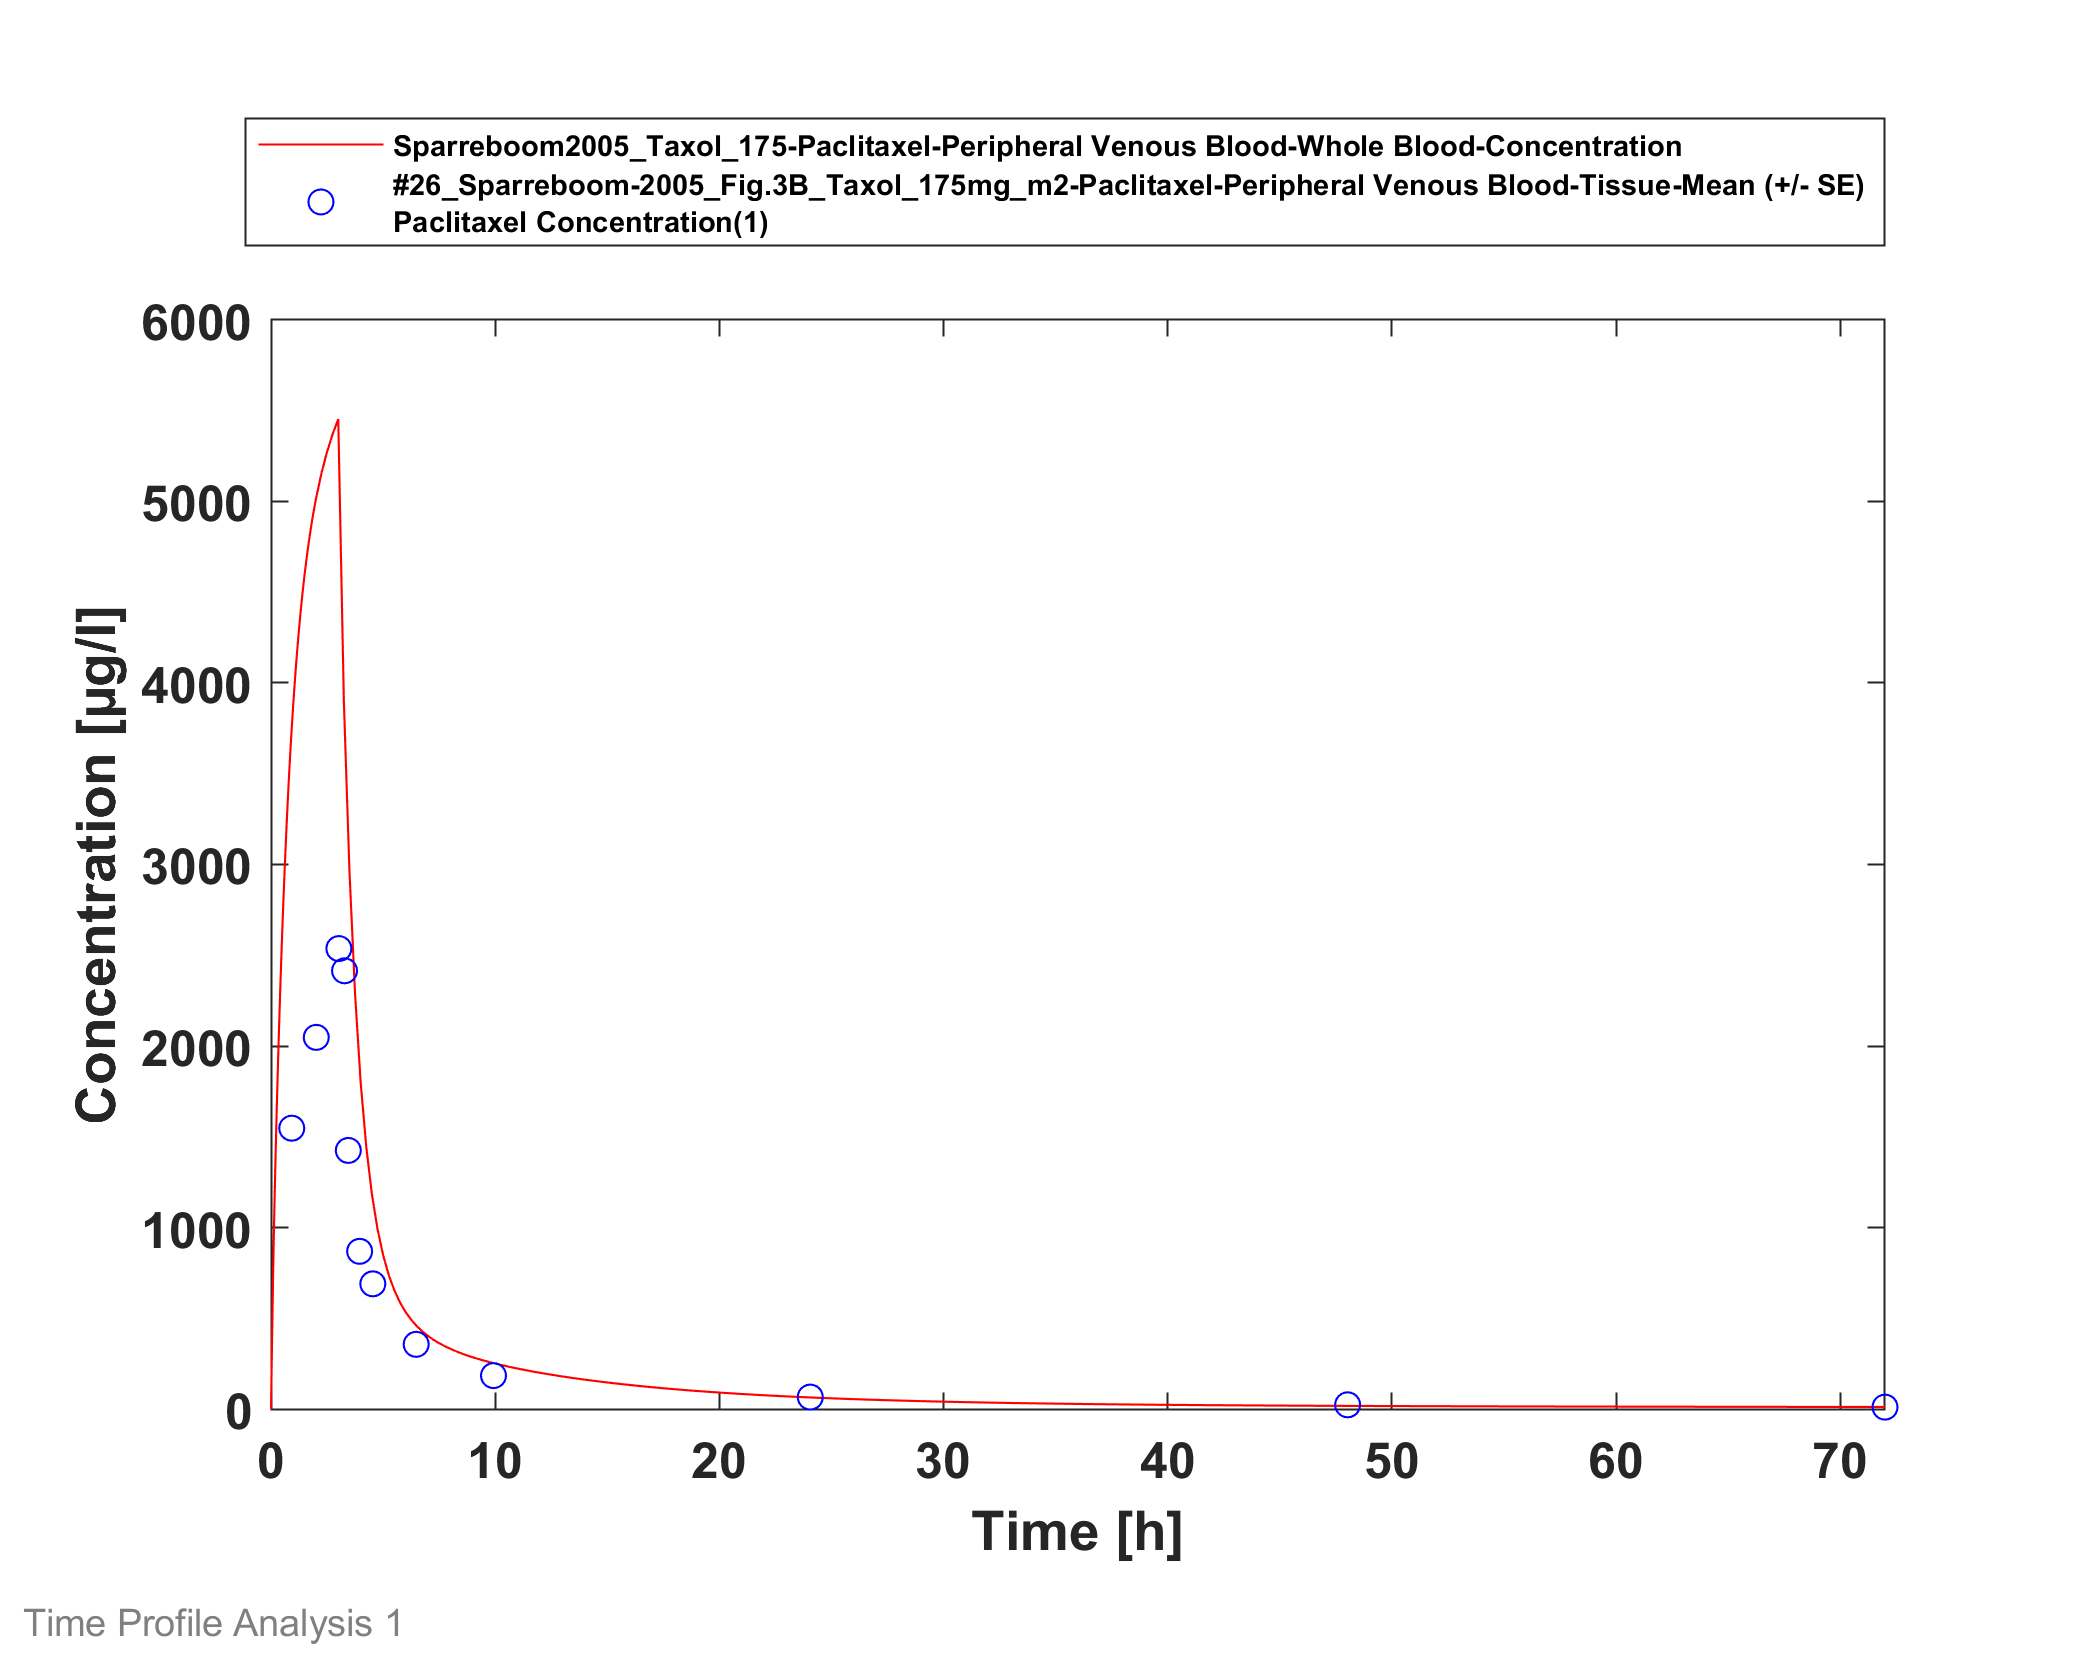 Sparreboom2005_Taxol_175-Paclitaxel-Peripheral Venous Blood-Whole Blood-Concentration
#26_Sparreboom-2005_Fig.3B_Taxol_175mg_m2-Paclitaxel-Peripheral Venous Blood-Tissue-Mean (+/- SE)
Paclitaxel Concentration(1)
6000
5000
4000
3000
2000
1000
0
Concentration [µg/l]
0 10 20 30 40 50 60 70
Time [h]
Time Profile Analysis 1